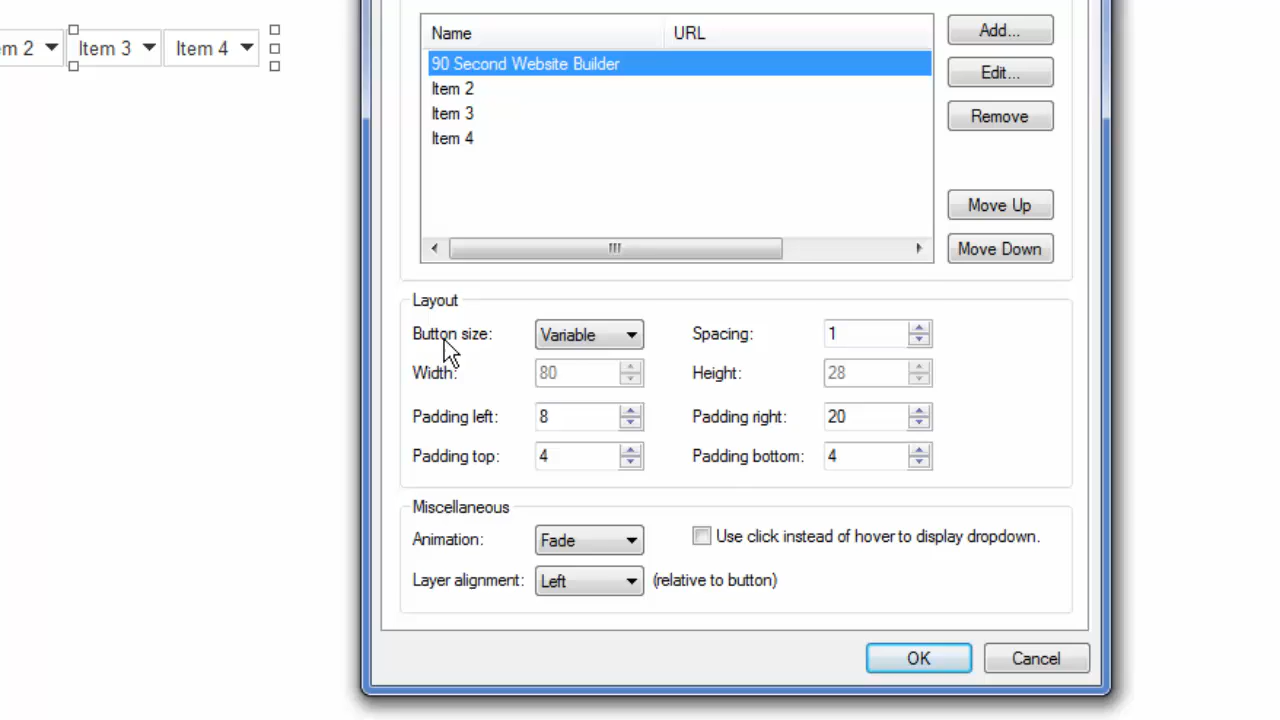 em 2 Item 3 Item 4
Name URL
90 Second Website Builder
Item 2
Item 3
Item 4
Add...
Edit...
Remove
Move Up
Move Down
Layout
Button size: Variable Spacing: 1
Width: 80 Height: 28
Padding left: 8 Padding right: 20
Padding top: 4 Padding bottom: 4
Miscellaneous
Animation: Fade Use click instead of hover to display dropdown.
Layer alignment: Left (relative to button)
OK Cancel